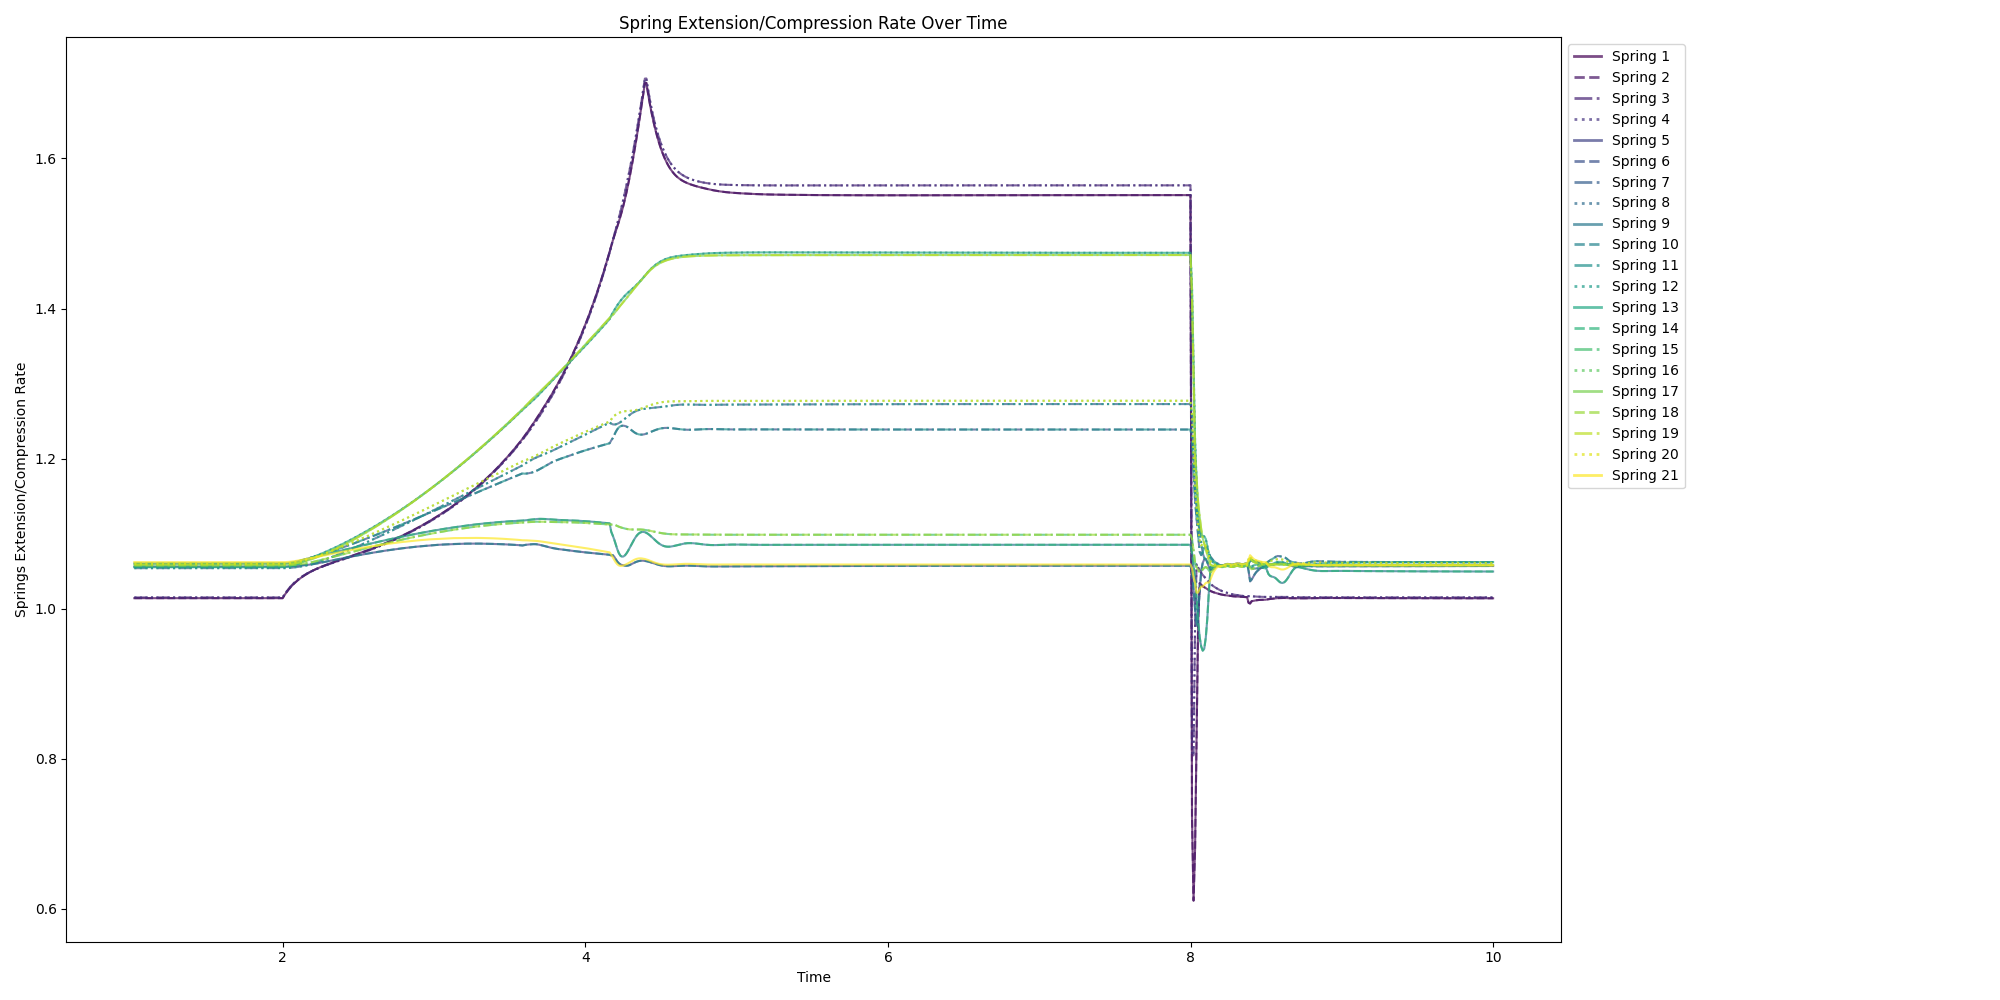 Spring Extension/Compression Rate Over Time
Springs Extension/Compression Rate
1.6
1.4
1.2
1.0
0.8
0.6
2
4
6
8
10
Time
Spring 1
Spring 2
Spring 3
Spring 4
Spring 5
Spring 6
Spring 7
Spring 8
Spring 9
Spring 10
Spring 11
Spring 12
Spring 13
Spring 14
Spring 15
Spring 16
Spring 17
Spring 18
Spring 19
Spring 20
Spring 21